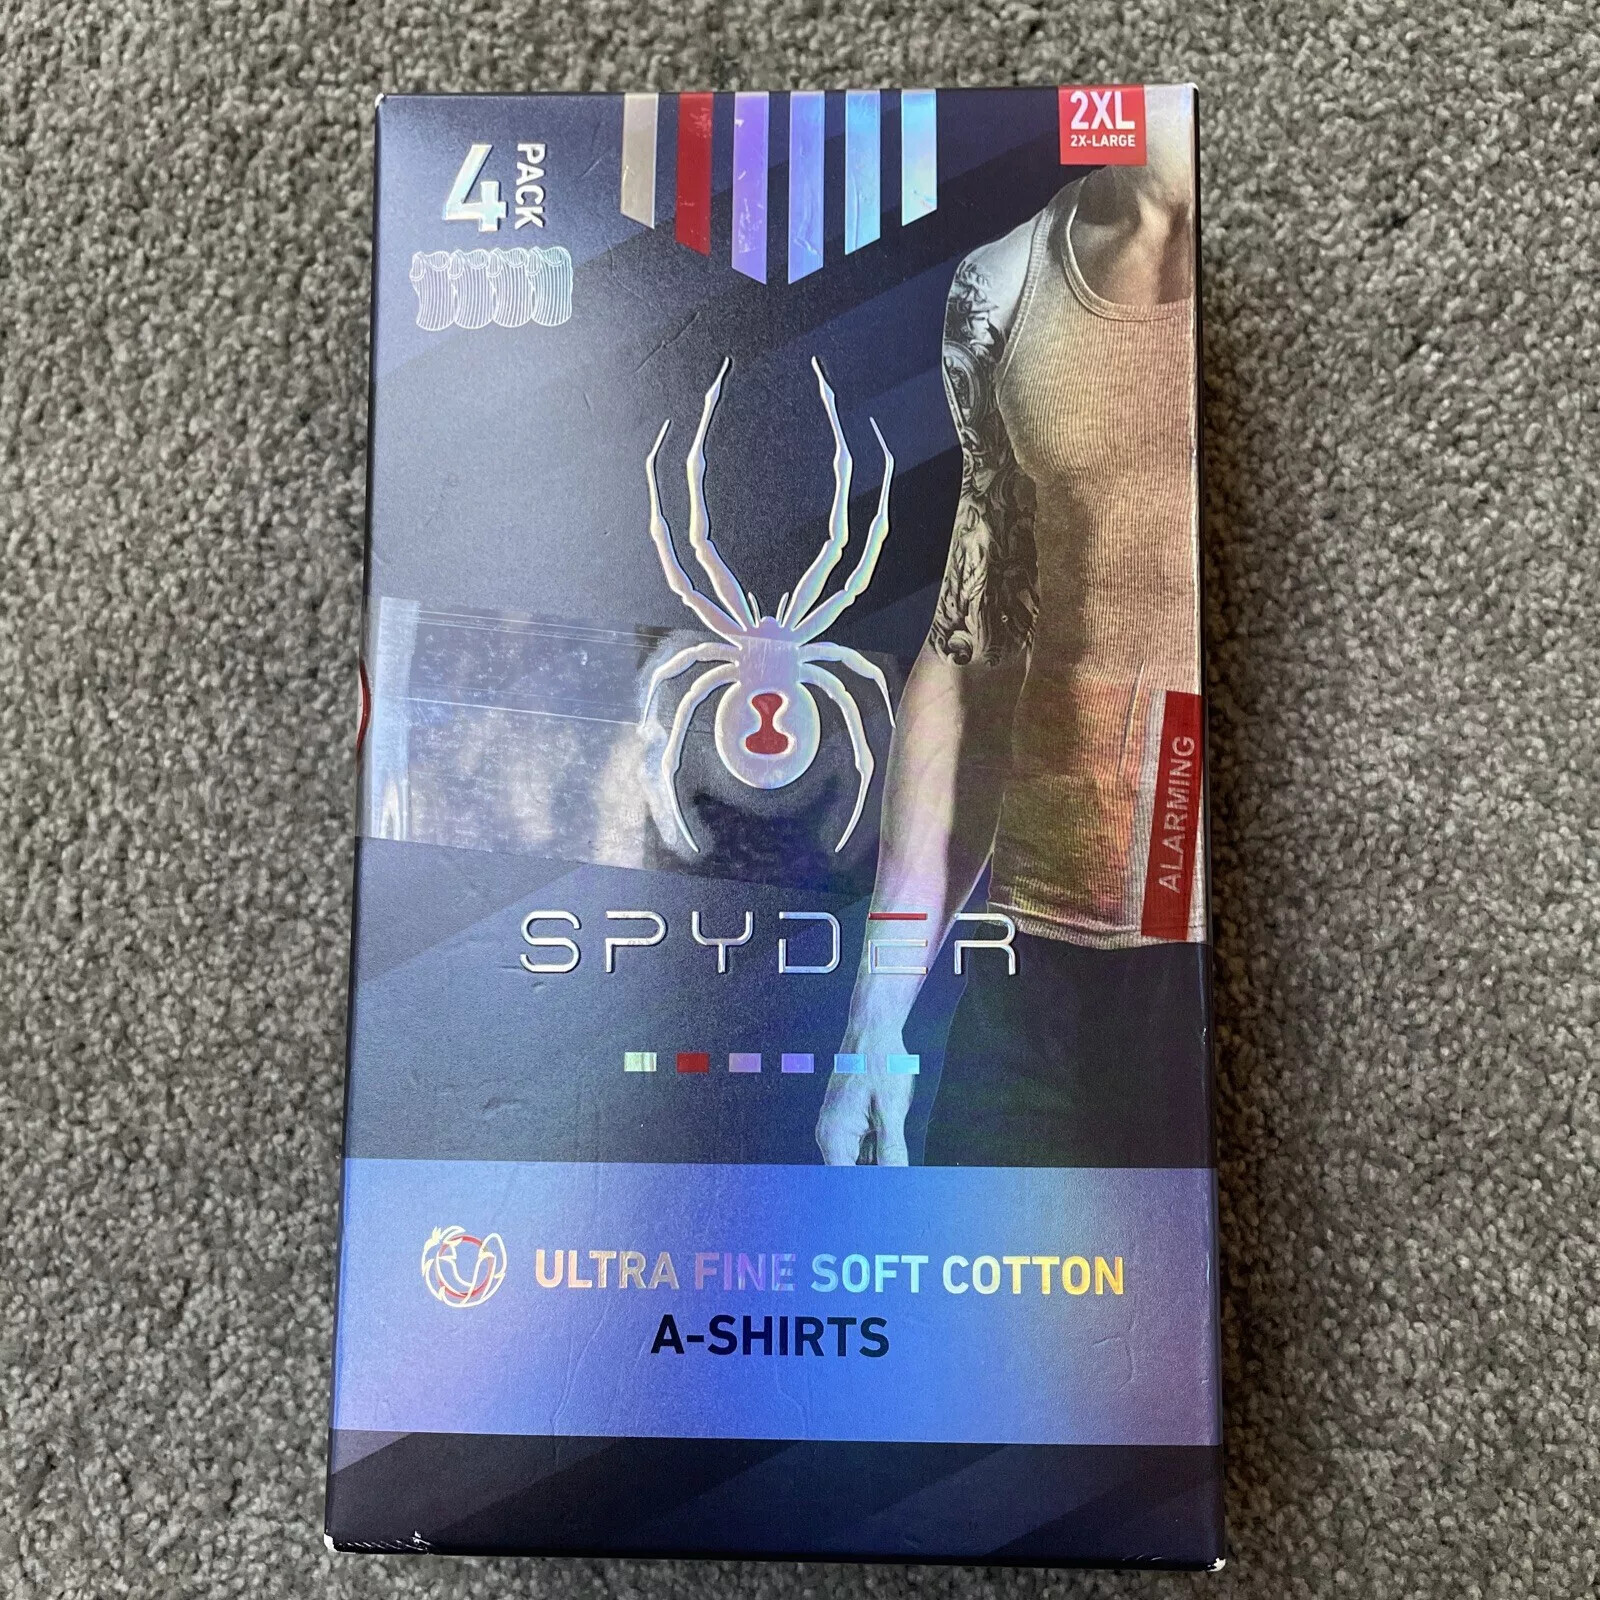 4
PACK
2XL
2X-LARGE
ALARMING
SPYDER
ULTRA FINE SOFT COTTON
A-SHIRTS